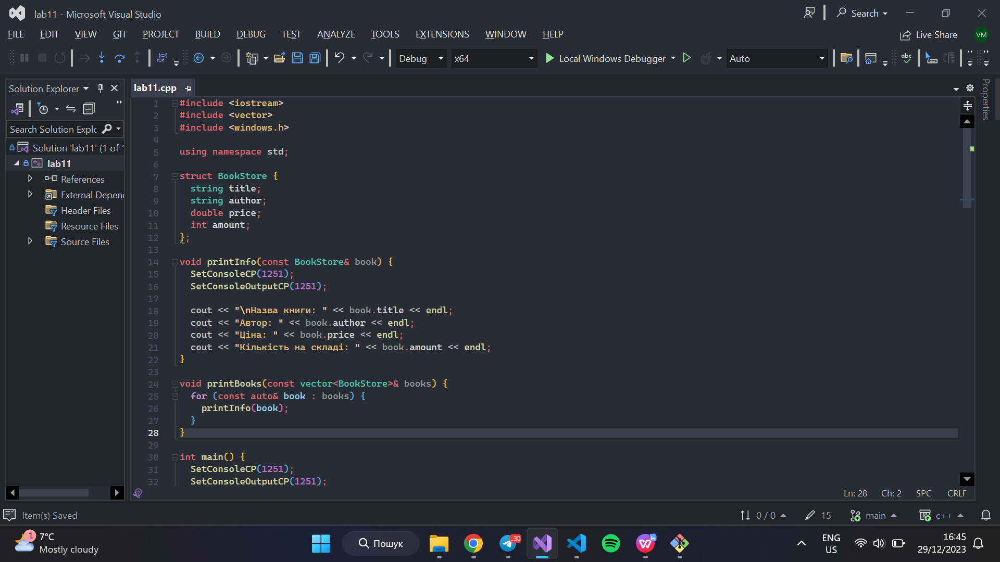 lab11 - Microsoft Visual Studio
Search
FILE EDIT VIEW GIT PROJECT BUILD DEBUG TEST ANALYZE TOOLS EXTENSIONS WINDOW HELP
Live Share
VM
Debug
x64
Local Windows Debugger
Auto
abc
Solution Explorer
Search Solution Explc
Solution 'lab11' (1 of 1
lab11
References
External Depen
Header Files
Resource Files
Source Files
lab11.cpp
Properties
1 #include <iostream>
2 #include <vector>
3 #include <windows.h>
4
5 using namespace std;
6
7 struct BookStore {
8 string title;
9 string author;
10 double price;
11 int amount;
12 };
13
14 void printInfo(const BookStore& book) {
15 SetConsoleCP(1251);
16 SetConsoleOutputCP(1251);
17
18 cout << "\nНазва книги: " << book.title << endl;
19 cout << "Автор: " << book.author << endl;
20 cout << "Ціна: " << book.price << endl;
21 cout << "Кількість на складі: " << book.amount << endl;
22 }
23
24 void printBooks(const vector<BookStore>& books) {
25 for (const auto& book : books) {
26 printInfo(book);
27 }
28 }
29
30 int main() {
31 SetConsoleCP(1251);
32 SetConsoleOutputCP(1251);
Ln: 28 Ch: 2 SPC CRLF
Item(s) Saved
0 / 0
15
main
c++
1
7°C
Mostly cloudy
Пошук
..30
W
ENG
US
16:45
29/12/2023